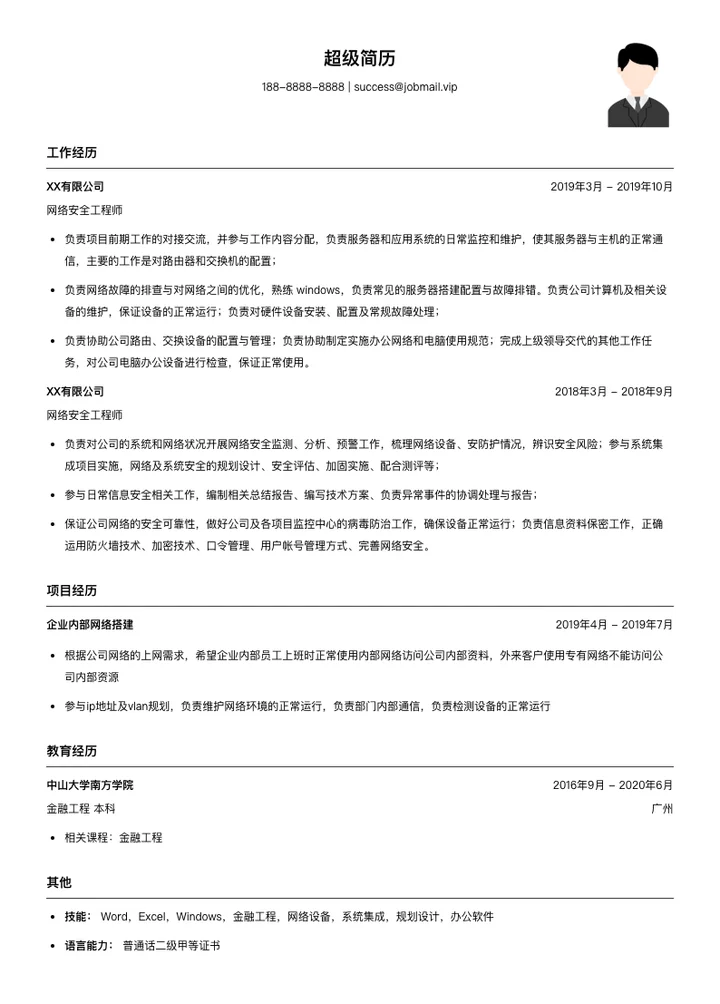 超级简历
188-8888-8888 | success@jobmail.vip
工作经历
XX有限公司 2019年3月 – 2019年10月
网络安全工程师
• 负责项目前期工作的对接交流，并参与工作内容分配，负责服务器和应用系统的日常监控和维护，使其服务器与主机的正常通
信，主要的工作是对路由器和交换机的配置；
• 负责网络故障的排查与对网络之间的优化，熟练 windows，负责常见的服务器搭建配置与故障排错。负责公司计算机及相关设
备的维护，保证设备的正常运行；负责对硬件设备安装、配置及常规故障处理；
• 负责协助公司路由、交换设备的配置与管理；负责协助制定实施办公网络和电脑使用规范；完成上级领导交代的其他工作任
务，对公司电脑办公设备进行检查，保证正常使用。
XX有限公司 2018年3月 – 2018年9月
网络安全工程师
• 负责对公司的系统和网络状况开展网络安全监测、分析、预警工作，梳理网络设备、安防护情况，辨识安全风险；参与系统集
成项目实施，网络及系统安全的规划设计、安全评估、加固实施、配合测评等；
• 参与日常信息安全相关工作，编制相关总结报告、编写技术方案、负责异常事件的协调处理与报告；
• 保证公司网络的安全可靠性，做好公司及各项目监控中心的病毒防治工作，确保设备正常运行；负责信息资料保密工作，正确
运用防火墙技术、加密技术、口令管理、用户帐号管理方式、完善网络安全。
项目经历
企业内部网络搭建 2019年4月 – 2019年7月
• 根据公司网络的上网需求，希望企业内部员工上班时正常使用内部网络访问公司内部资料，外来客户使用专有网络不能访问公
司内部资源
• 参与ip地址及vlan规划，负责维护网络环境的正常运行，负责部门内部通信，负责检测设备的正常运行
教育经历
中山大学南方学院 2016年9月 – 2020年6月
金融工程 本科 广州
• 相关课程：金融工程
其他
• 技能： Word，Excel，Windows，金融工程，网络设备，系统集成，规划设计，办公软件
• 语言能力： 普通话二级甲等证书